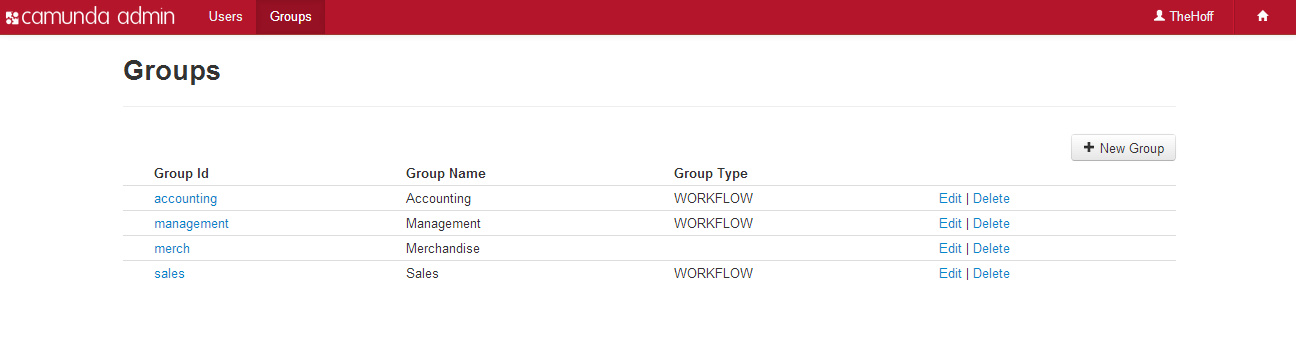 camunda admin Users Groups TheHoff
Groups
New Group
Group Id Group Name Group Type
accounting Accounting WORKFLOW Edit | Delete
management Management WORKFLOW Edit | Delete
merch Merchandise Edit | Delete
sales Sales WORKFLOW Edit | Delete